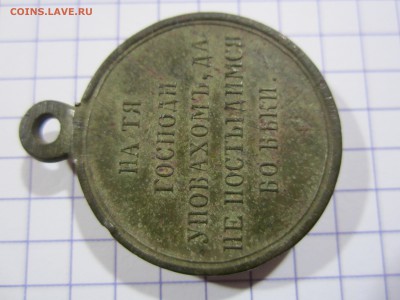 COINS.LAVE.RU
НА ТЯ
ГОСПОДИ
УПОВАХОМЪ, ДА
НЕ ПОСТЫДИМСЯ
ВО ВѢКИ.